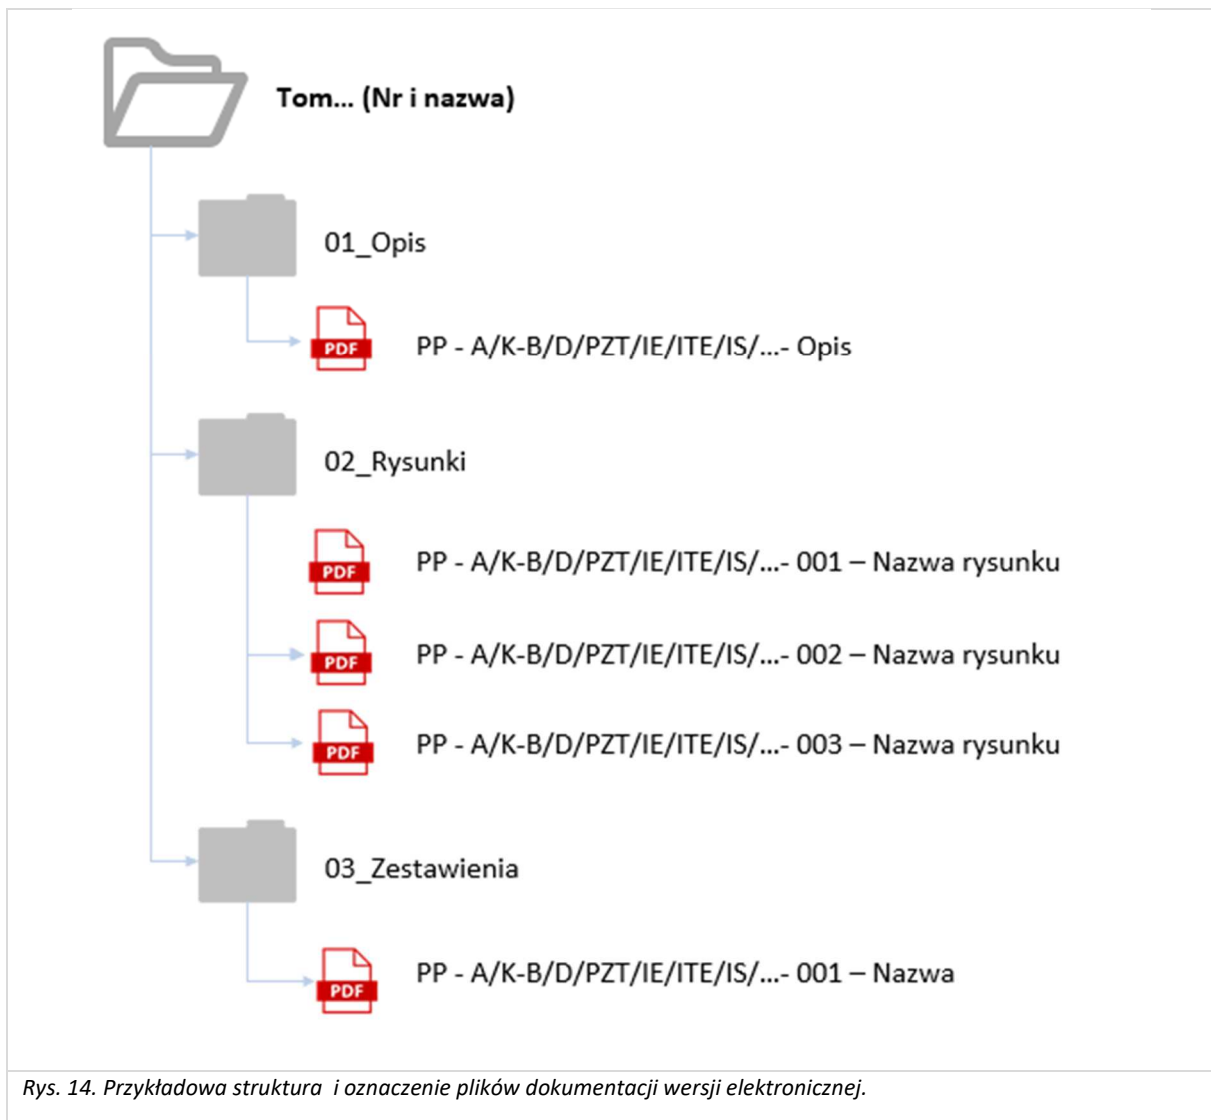 Tom... (Nr i nazwa)
01_Opis
PDF PP - A/K-B/D/PZT/IE/ITE/IS/...- Opis
02_Rysunki
PDF PP - A/K-B/D/PZT/IE/ITE/IS/...- 001 – Nazwa rysunku
PDF PP - A/K-B/D/PZT/IE/ITE/IS/...- 002 – Nazwa rysunku
PDF PP - A/K-B/D/PZT/IE/ITE/IS/...- 003 – Nazwa rysunku
03_Zestawienia
PDF PP - A/K-B/D/PZT/IE/ITE/IS/...- 001 – Nazwa
Rys. 14. Przykładowa struktura i oznaczenie plików dokumentacji wersji elektronicznej.